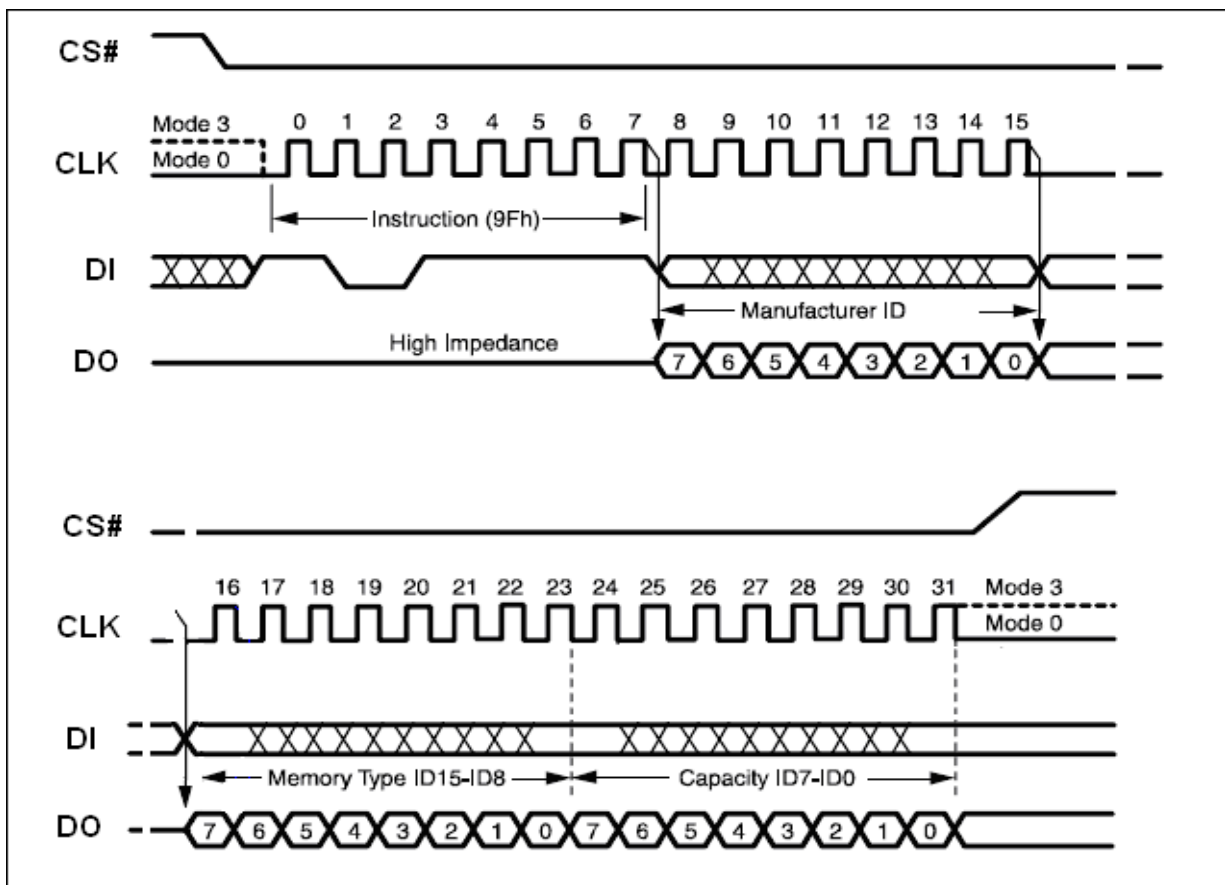 CS#
0 1 2 3 4 5 6 7 8 9 10 11 12 13 14 15
Mode 3
CLK
Mode 0
Instruction (9Fh)
DI
Manufacturer ID
High Impedance
DO
7 6 5 4 3 2 1 0
CS#
16 17 18 19 20 21 22 23 24 25 26 27 28 29 30 31
Mode 3
CLK
Mode 0
DI
Memory Type ID15-ID8
Capacity ID7-ID0
DO
7 6 5 4 3 2 1 0 7 6 5 4 3 2 1 0